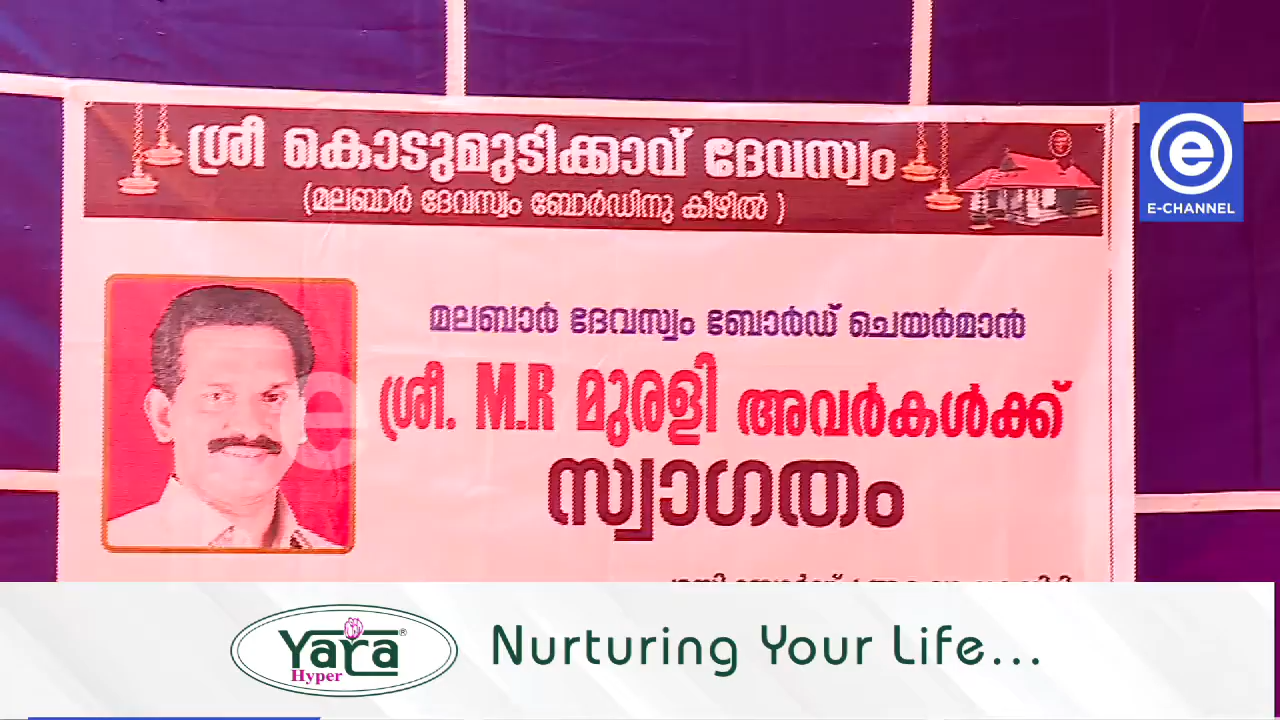 ശ്രീ കൊടുമുടിക്കാവ് ദേവസ്വം
(മലബാർ ദേവസ്വം ബോർഡിനു കീഴിൽ )
e
E-CHANNEL
മലബാർ ദേവസ്വം ബോർഡ് ചെയർമാൻ
ശ്രീ. M.R മുരളി അവർകൾക്ക്
സ്വാഗതം
Yara®
Hyper
Nurturing Your Life...